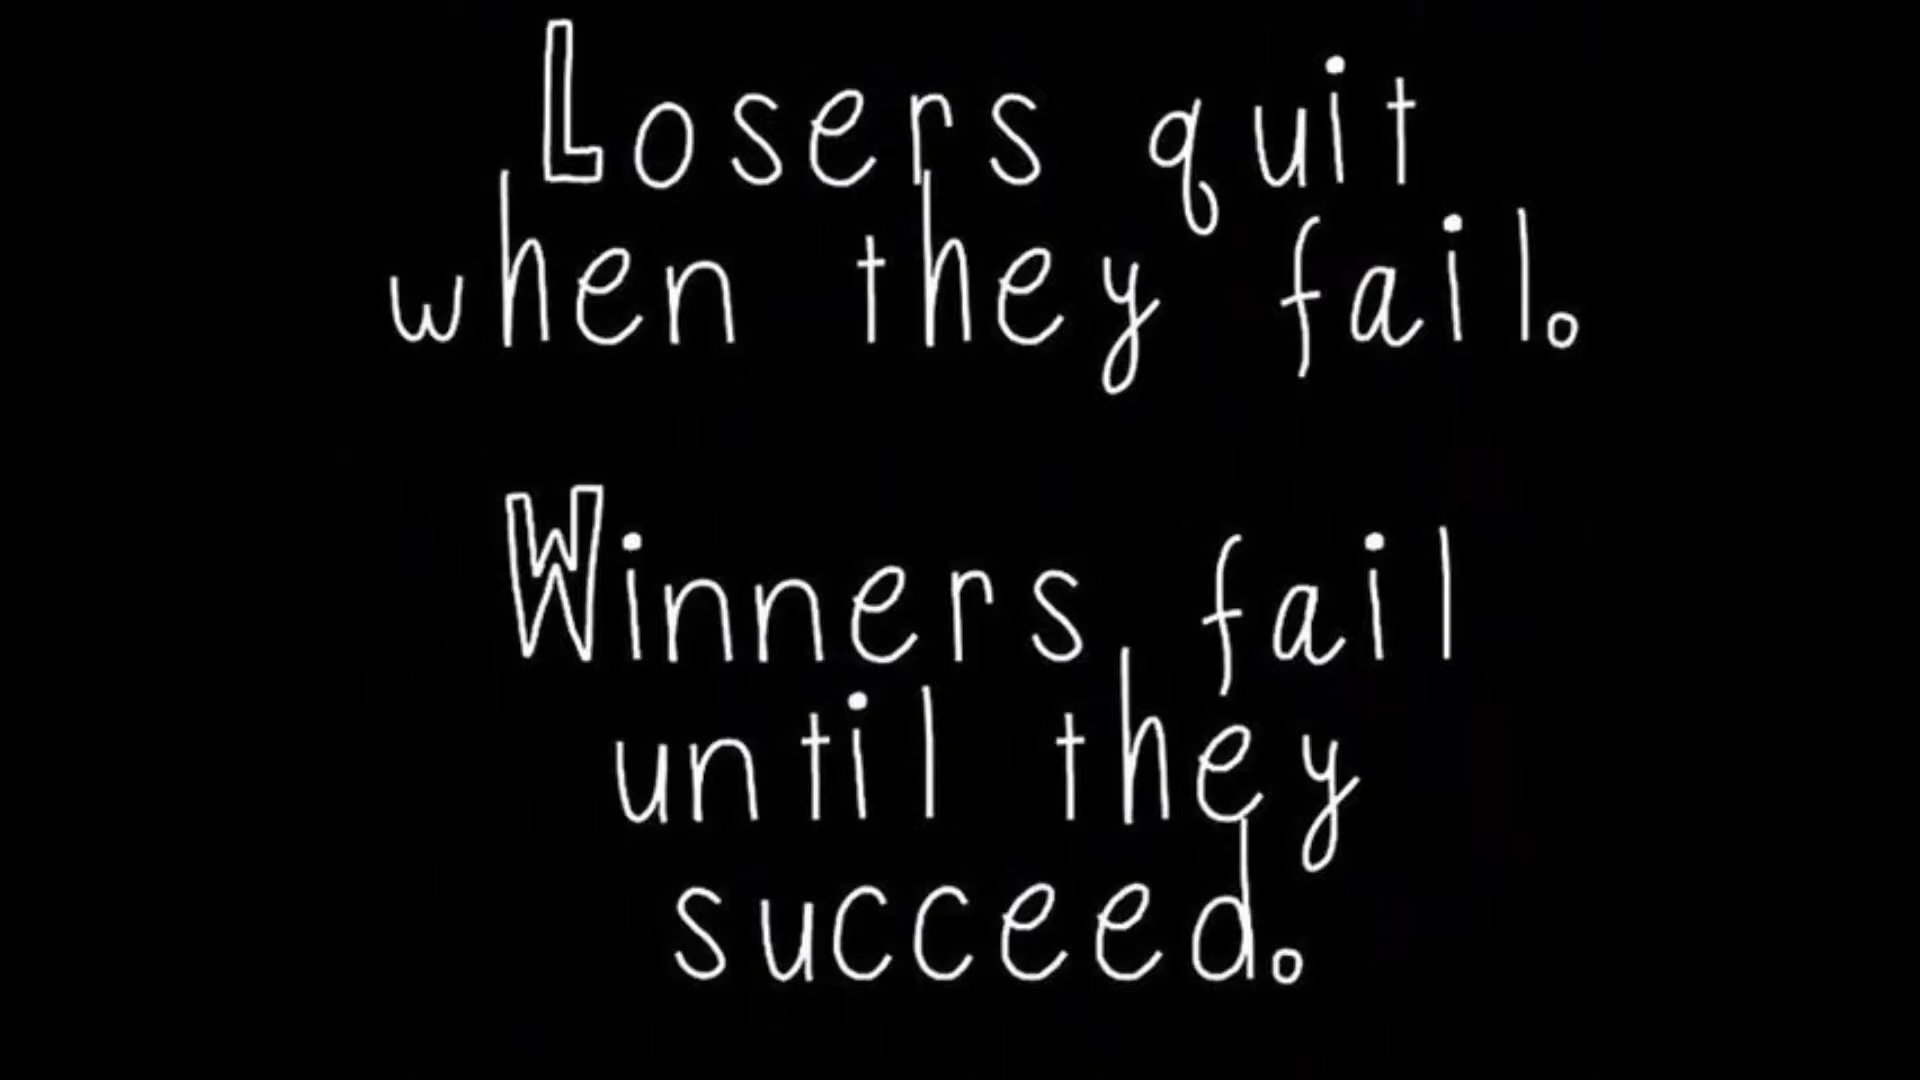 Losers quit
when they fail.
Winners fail
until they
succeed.